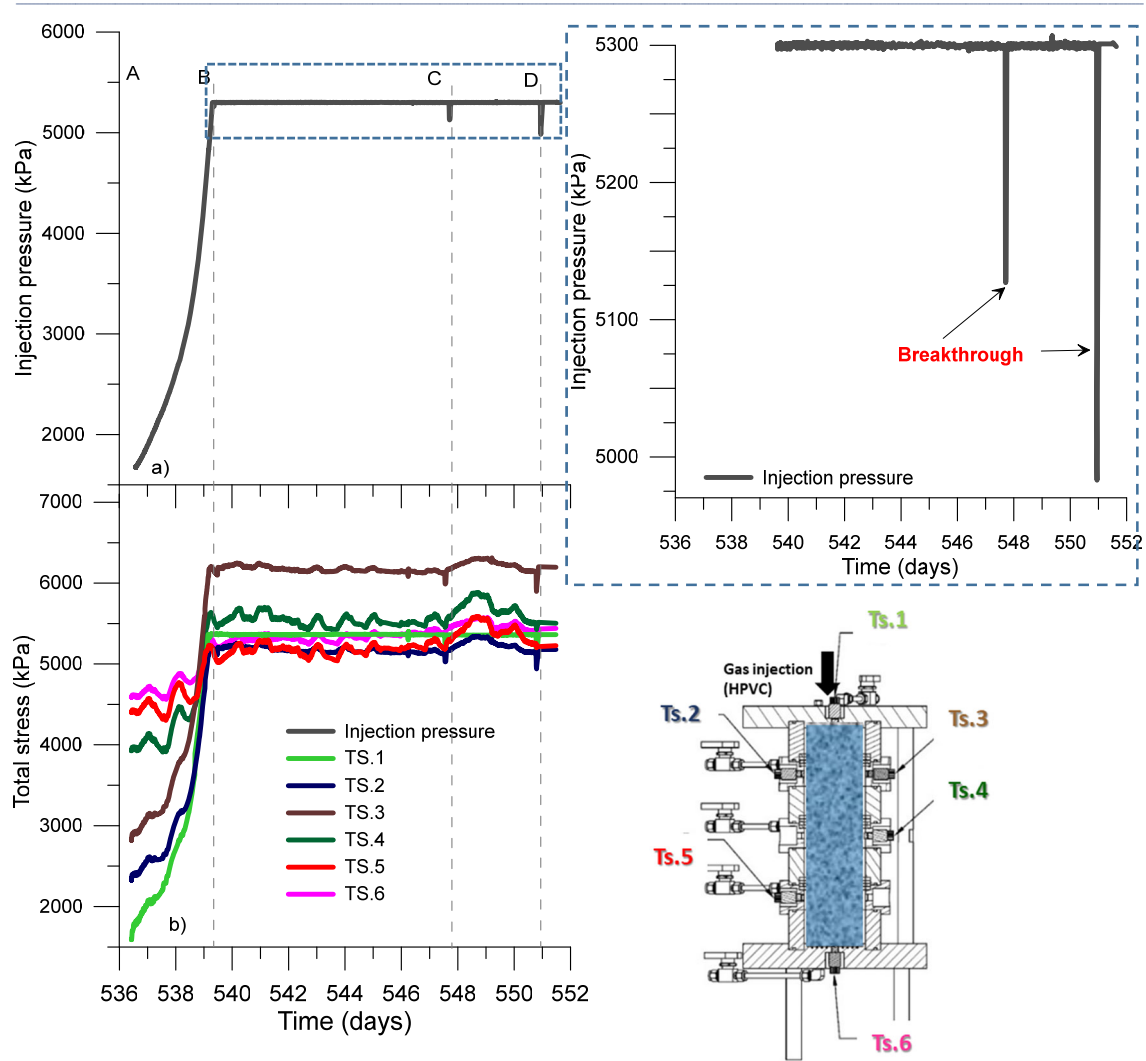 6000
5000
4000
3000
2000
Injection pressure (kPa)
A
B
C
D
a)
7000
6000
5000
4000
3000
2000
Total stress (kPa)
Injection pressure
TS.1
TS.2
TS.3
TS.4
TS.5
TS.6
b)
536 538 540 542 544 546 548 550 552
Time (days)
5300
5200
5100
5000
Injection pressure (kPa)
Injection pressure (kPa)
Breakthrough
Injection pressure
536 538 540 542 544 546 548 550 552
Time (days)
Ts.1
Gas injection
(HPVC)
Ts.2
Ts.3
Ts.4
Ts.5
Ts.6